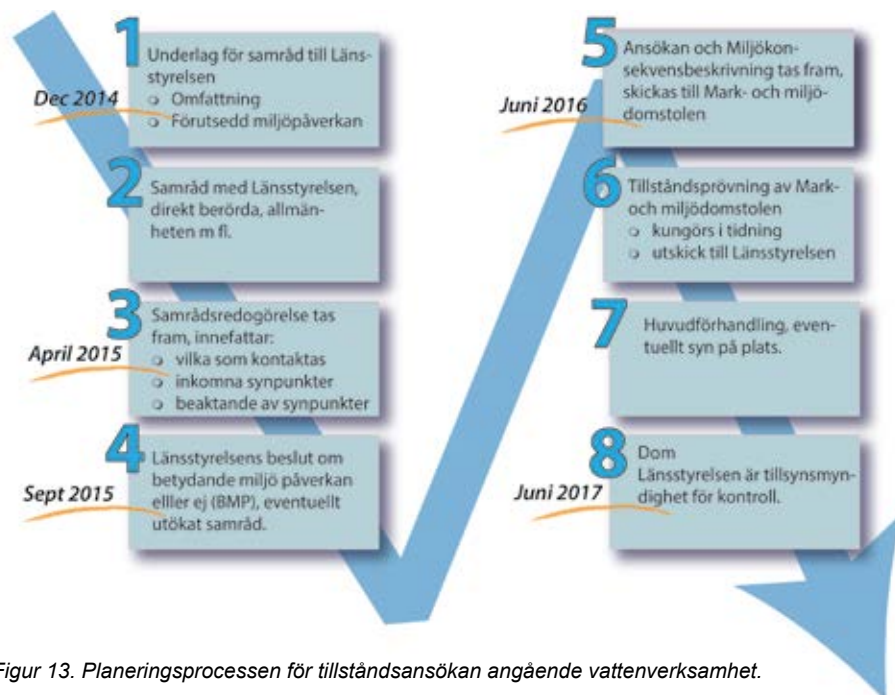 1
Underlag för samråd till Läns-
styrelsen
Dec 2014
o Omfattning
o Förutsedd miljöpåverkan
2
Samråd med Länsstyrelsen,
direkt berörda, allmän-
heten m fl.
3
Samrådsredogörelse tas
fram, innefattar:
April 2015
o vilka som kontaktas
o inkomna synpunkter
o beaktande av synpunkter
4
Länsstyrelsens beslut om
betydande miljö påverkan
Sept 2015
elller ej (BMP), eventuellt
utökat samråd.
5
Ansökan och Miljökon-
sekvensbeskrivning tas fram,
skickas till Mark- och miljö-
domstolen
Juni 2016
6
Tillståndsprövning av Mark-
och miljödomstolen
o kungörs i tidning
o utskick till Länsstyrelsen
7
Huvudförhandling, even-
tuellt syn på plats.
8
Dom
Länsstyrelsen är tillsynsmyn-
dighet för kontroll.
Juni 2017
Figur 13. Planeringsprocessen för tillståndsansökan angående vattenverksamhet.